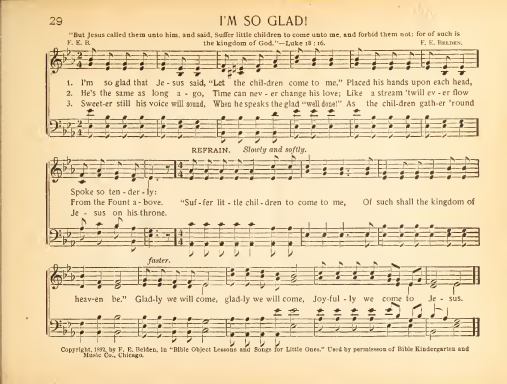 29
I'M SO GLAD!
"But Jesus called them unto him, and said, Suffer little children to come unto me, and forbid them not: for of such is
F. E. B. the kingdom of God."—Luke 18 : 16. F. E. BELDEN.
1. I'm so glad that Je - sus said, "Let the chil-dren come to me," Placed his hands upon each head,
2. He's the same as long a - go, Time can nev - er change his love; Like a stream 'twill ev - er flow
3. Sweet-er still his voice will sound, When he speaks the glad "well done!" As the chil-dren gath-er 'round
REFRAIN. Slowly and softly.
Spoke so ten - der - ly:
From the Fount a - bove. "Suf - fer lit - tle chil - dren to come to me, Of such shall the kingdom of
Je - sus on his throne.
faster.
heav-en be." Glad-ly we will come, glad-ly we will come, Joy-ful - ly we come to Je - sus.
Copyright, 1892, by F. E. Belden, in "Bible Object Lessons and Songs for Little Ones." Used by permission of Bible Kindergarten and
Music Co., Chicago.